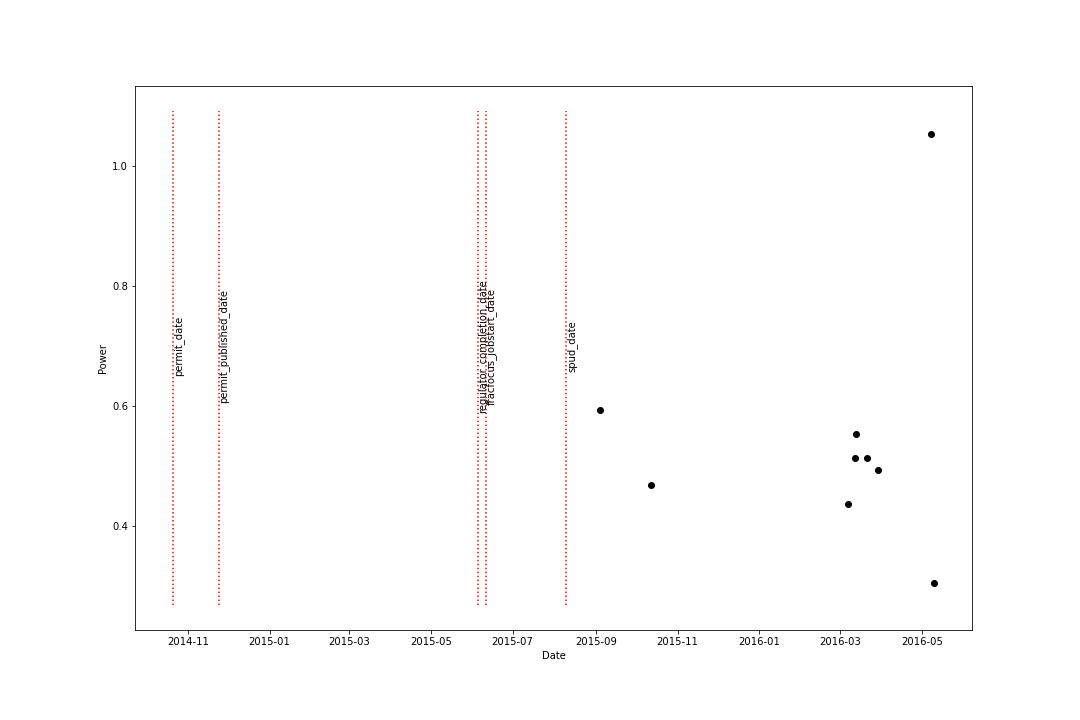 1.0
0.8
0.6
0.4
Power
permit_date
permit_published_date
regulator_completion_date
fracfocus_jobstart_date
spud_date
2014-11 2015-01 2015-03 2015-05 2015-07 2015-09 2015-11 2016-01 2016-03 2016-05
Date